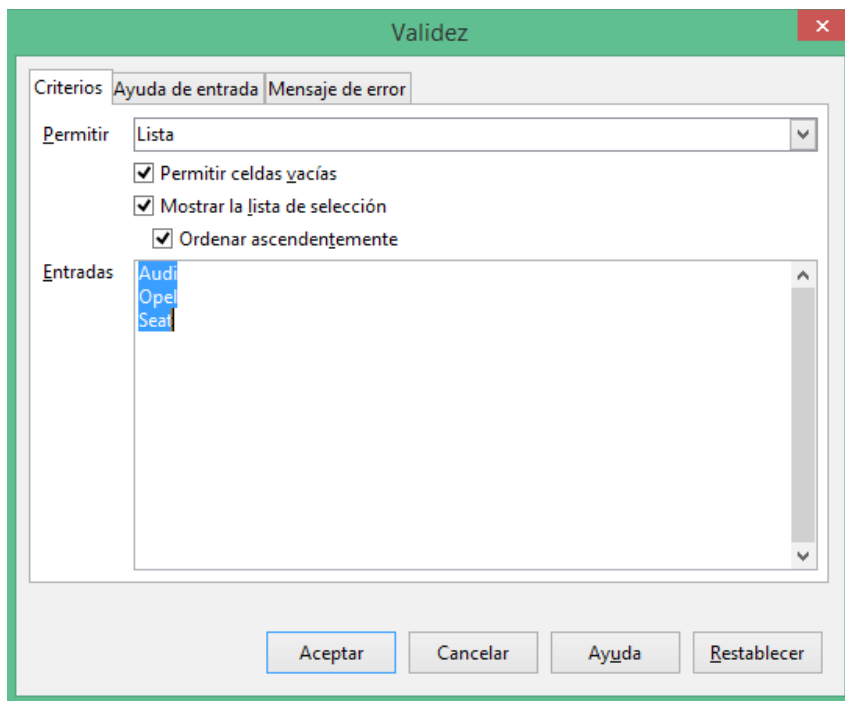 Validez
Criterios Ayuda de entrada Mensaje de error
Permitir Lista
Permitir celdas vacías
Mostrar la lista de selección
Ordenar ascendentemente
Entradas Audi
Opel
Seat
Aceptar Cancelar Ayuda Restablecer